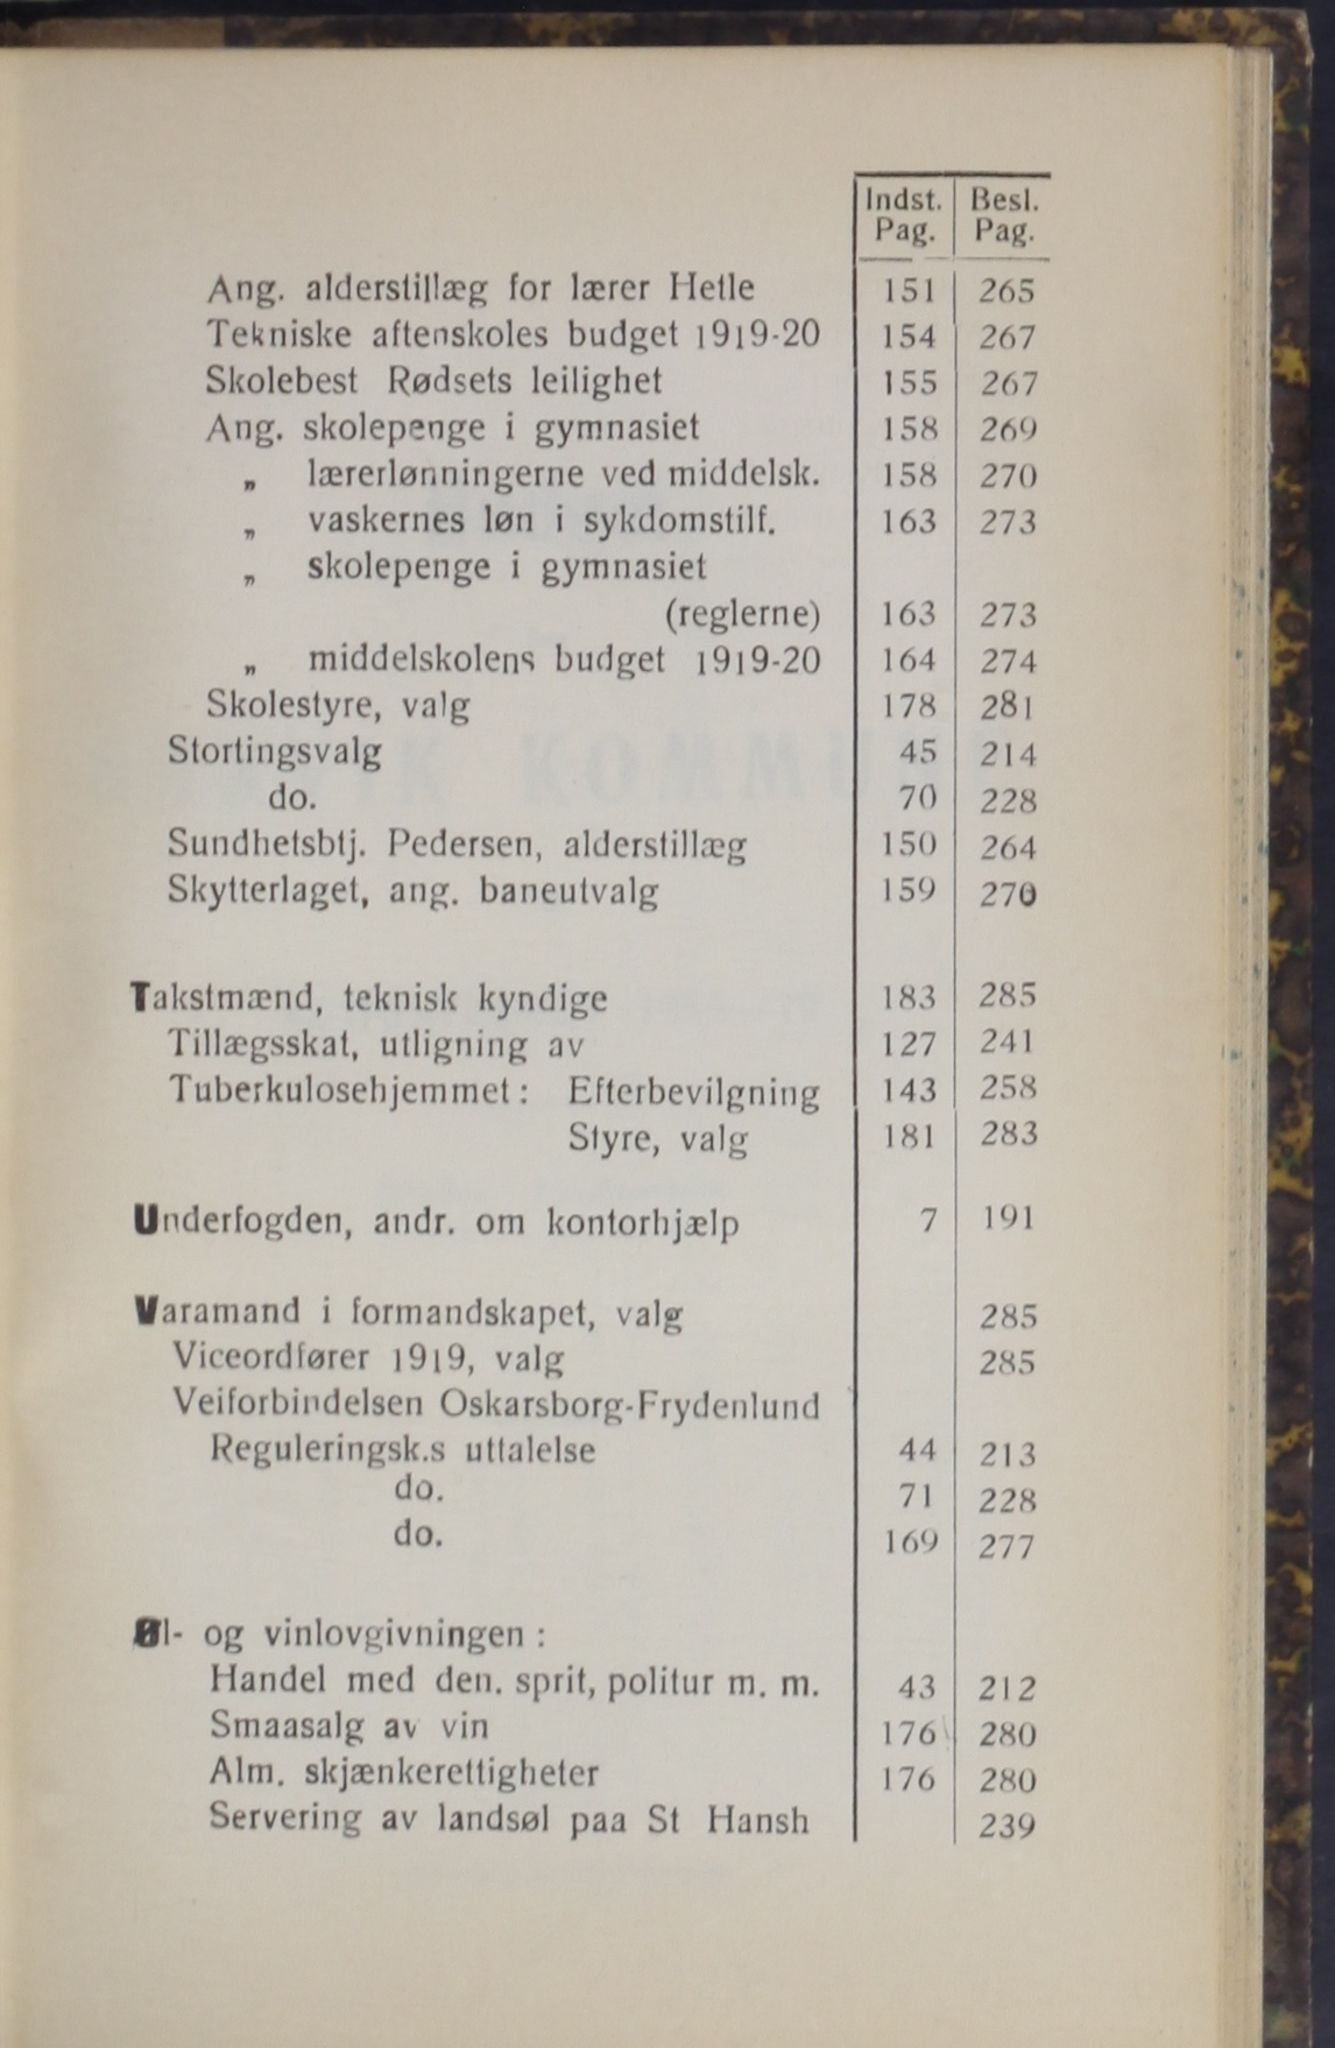 Indst. Besl.
Pag. Pag.
Ang. alderstillæg for lærer Hetle 151 265
Tekniske aftenskoles budget 1919-20 154 267
Skolebest Rødsets leilighet 155 267
Ang. skolepenge i gymnasiet 158 269
„ lærerlønningerne ved middelsk. 158 270
„ vaskernes løn i sykdomstilf. 163 273
„ skolepenge i gymnasiet
(reglerne) 163 273
„ middelskolens budget 1919-20 164 274
Skolestyre, valg 178 281
Stortingsvalg 45 214
do. 70 228
Sundhetsbtj. Pedersen, alderstillæg 150 264
Skytterlaget, ang. baneutvalg 159 270
Takstmænd, teknisk kyndige 183 285
Tillægsskat, utligning av 127 241
Tuberkulosehjemmet: Efterbevilgning 143 258
Styre, valg 181 283
Underfogden, andr. om kontorhjælp 7 191
Varamand i formandskapet, valg 285
Viceordfører 1919, valg 285
Veiforbindelsen Oskarsborg-Frydenlund
Reguleringsk.s uttalelse 44 213
do. 71 228
do. 169 277
Øl- og vinlovgivningen:
Handel med den. sprit, politur m. m. 43 212
Smaasalg av vin 176 280
Alm. skjænkerettigheter 176 280
Servering av landsøl paa St Hansh 239